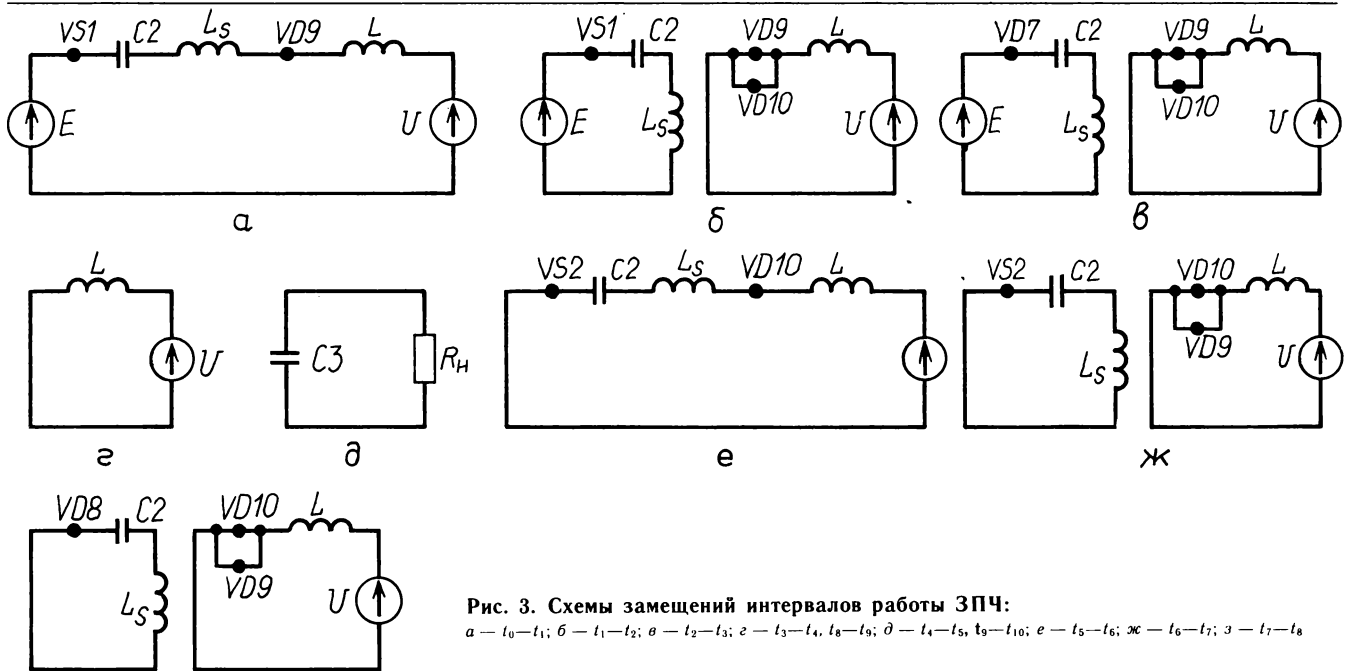 VS1 C2 Ls VD9 L
E U
а
VS1 C2 VD9 L
E Ls VD10 U
б
VD7 C2 VD9 L
E Ls VD10 U
в
L
U
г
C3 Rн
д
VS2 C2 Ls VD10 L
е
VS2 C2 VD10 L
Ls VD9 U
ж
VD8 C2 VD10 L
Ls VD9 U
Рис. 3. Схемы замещений интервалов работы ЗПЧ:
а — t₀—t₁; б — t₁—t₂; в — t₂—t₃; г — t₃—t₄, t₈—t₉; д — t₄—t₅, t₉—t₁₀; е — t₅—t₆; ж — t₆—t₇; з — t₇—t₈